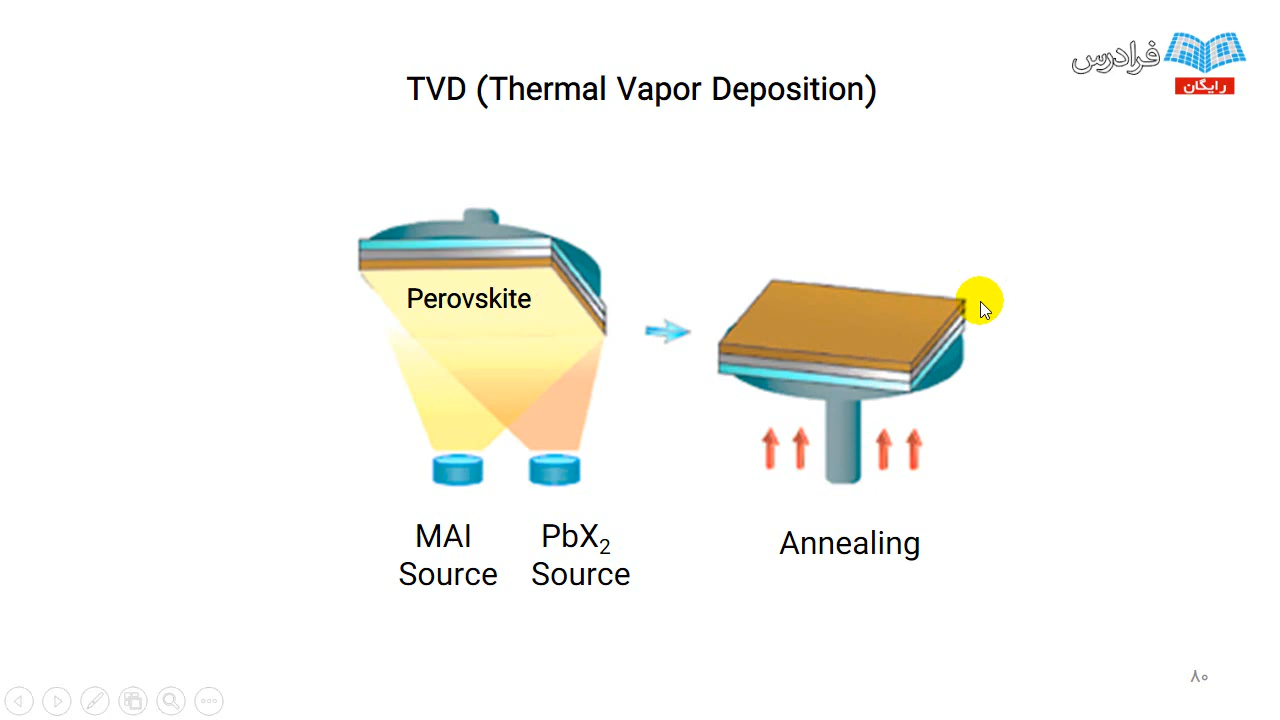 فرادرس
رایگان
TVD (Thermal Vapor Deposition)
Perovskite
MAI
Source
PbX₂
Source
Annealing
۸۰